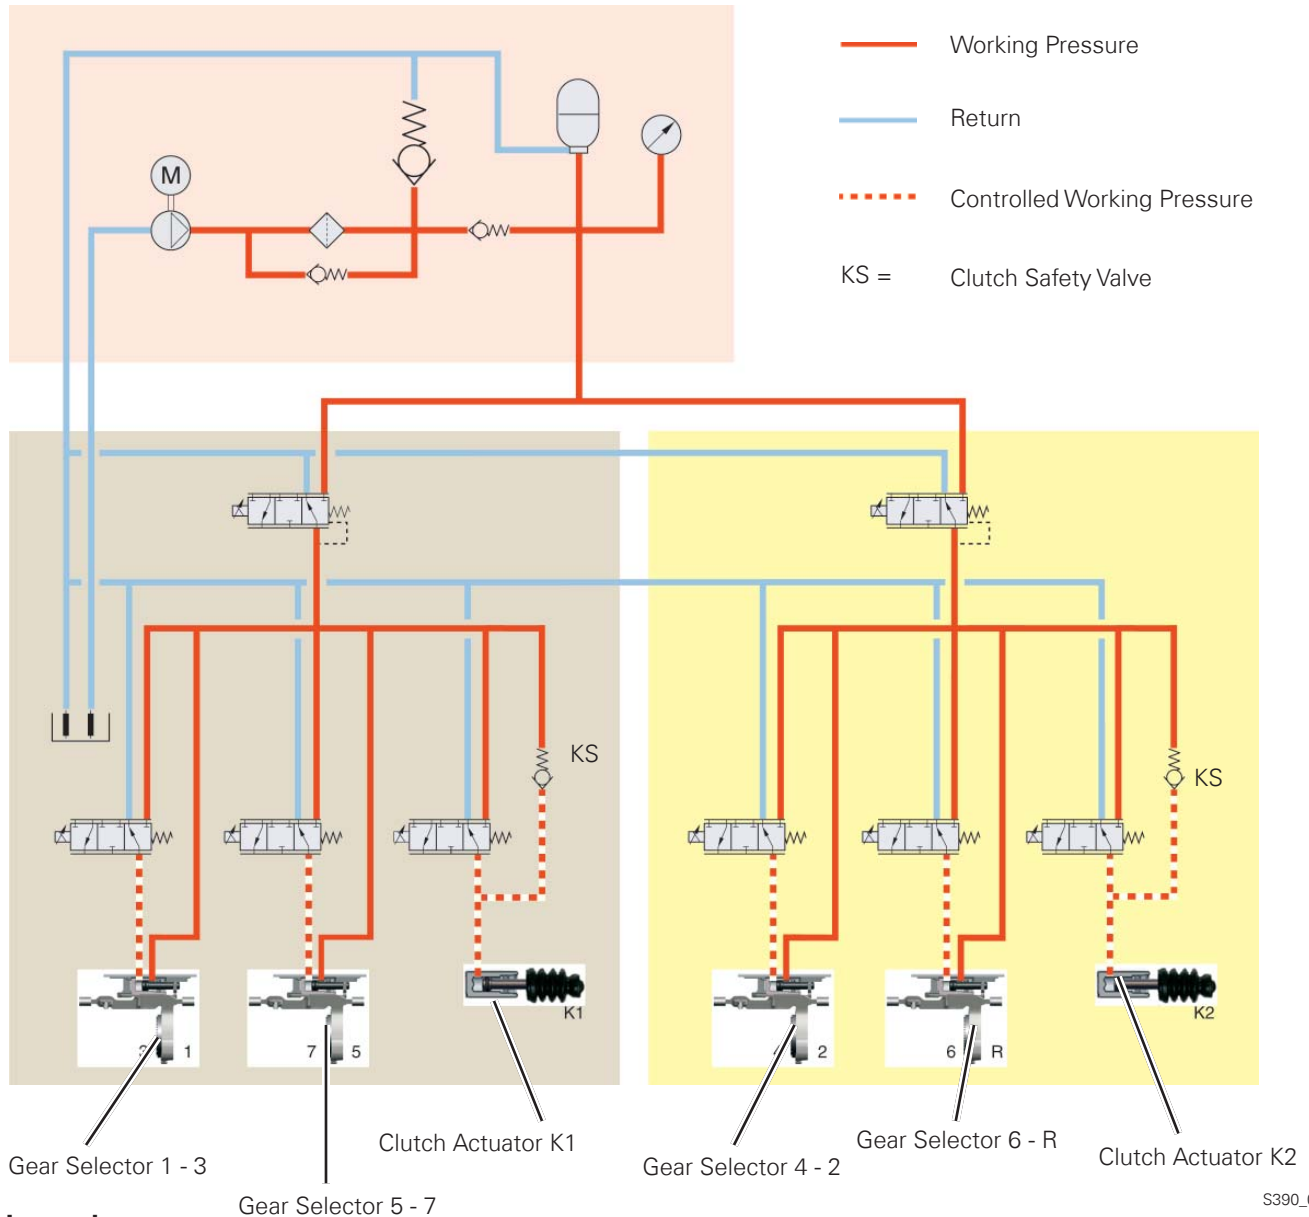 Working Pressure
Return
Controlled Working Pressure
KS = Clutch Safety Valve
M
KS
KS
1
7 5
K1
2
6 R
K2
Gear Selector 1 - 3
Gear Selector 5 - 7
Clutch Actuator K1
Gear Selector 4 - 2
Gear Selector 6 - R
Clutch Actuator K2